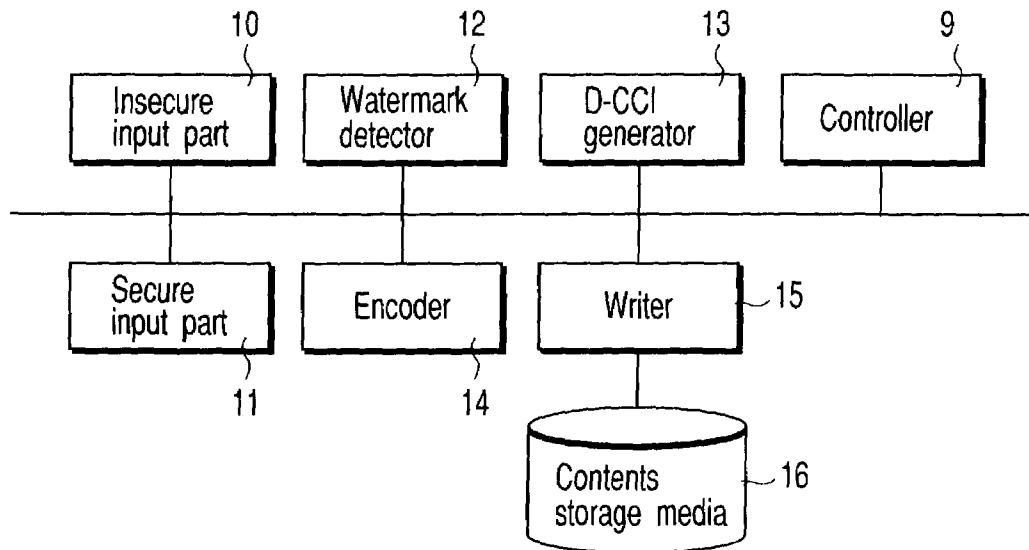 10
12
13
9
Insecure
input part
Watermark
detector
D-CCI
generator
Controller
Secure
input part
Encoder
Writer
15
11
14
Contents
storage media
16